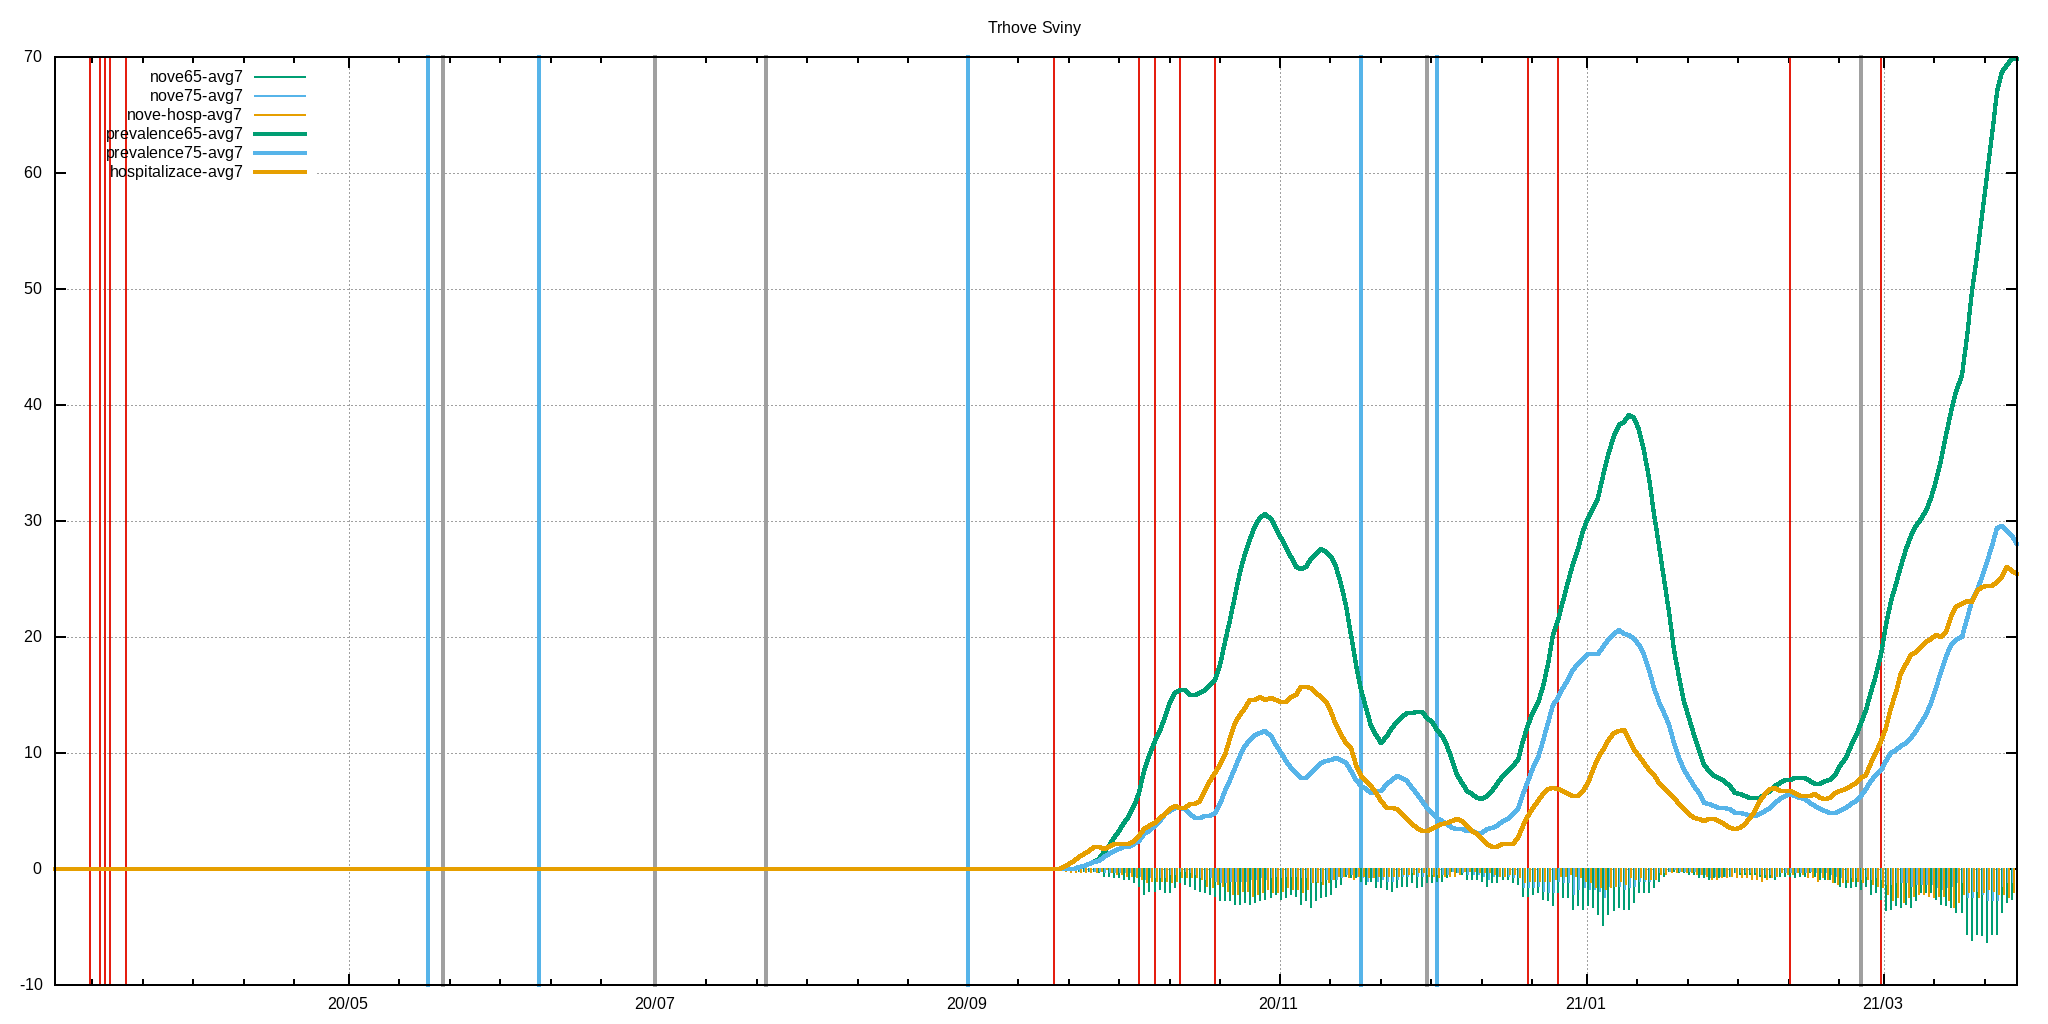 Trhove Sviny
70
nove65-avg7
nove75-avg7
nove-hosp-avg7
prevalence65-avg7
prevalence75-avg7
hospitalizace-avg7
60
50
40
30
20
10
0
-10
20/05 20/07 20/09 20/11 21/01 21/03